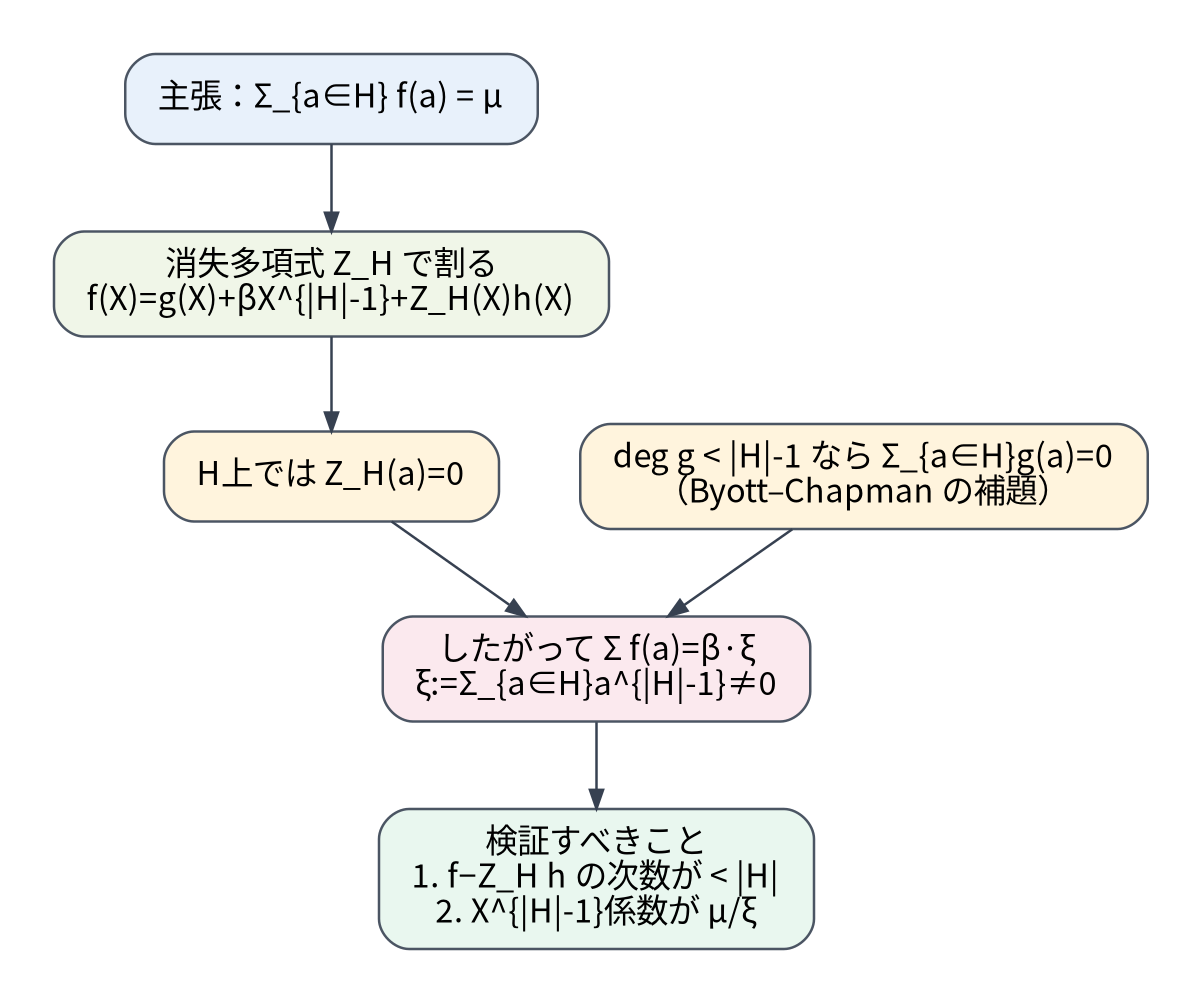 主張：Σ_{a∈H} f(a) = μ
消失多項式 Z_H で割る
f(X)=g(X)+βX^{|H|-1}+Z_H(X)h(X)
H上では Z_H(a)=0
deg g < |H|-1 なら Σ_{a∈H}g(a)=0
（Byott–Chapman の補題）
したがって Σ f(a)=β·ξ
ξ:=Σ_{a∈H}a^{|H|-1}≠0
検証すべきこと
1. f−Z_H h の次数が < |H|
2. X^{|H|-1}係数が μ/ξ